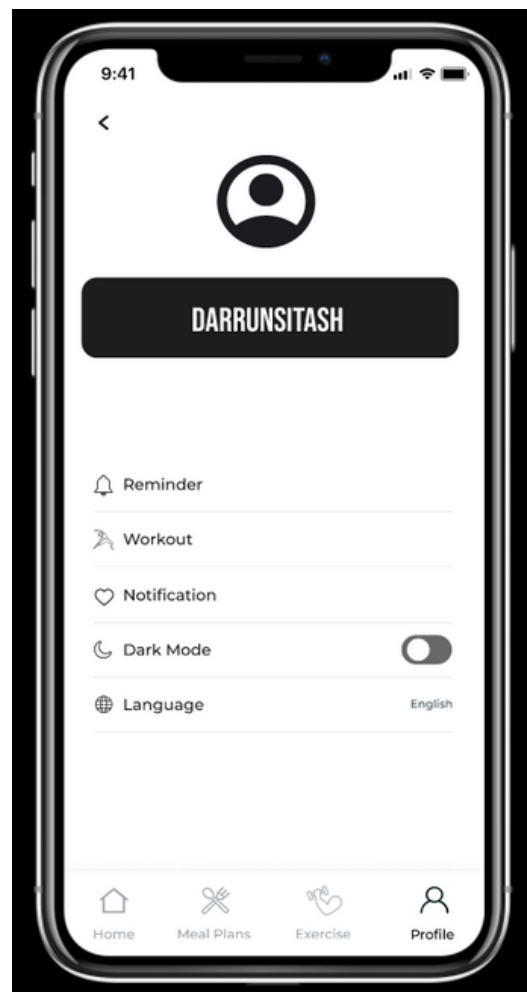 9:41
DARRUNSITASH
Reminder
Workout
Notification
Dark Mode
Language English
Home Meal Plans Exercise Profile